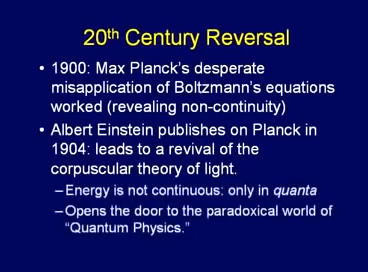 20th Century Reversal
• 1900: Max Planck's desperate
misapplication of Boltzmann's equations
worked (revealing non-continuity)
• Albert Einstein publishes on Planck in
1904: leads to a revival of the
corpuscular theory of light.
–Energy is not continuous: only in quanta
–Opens the door to the paradoxical world of
"Quantum Physics."